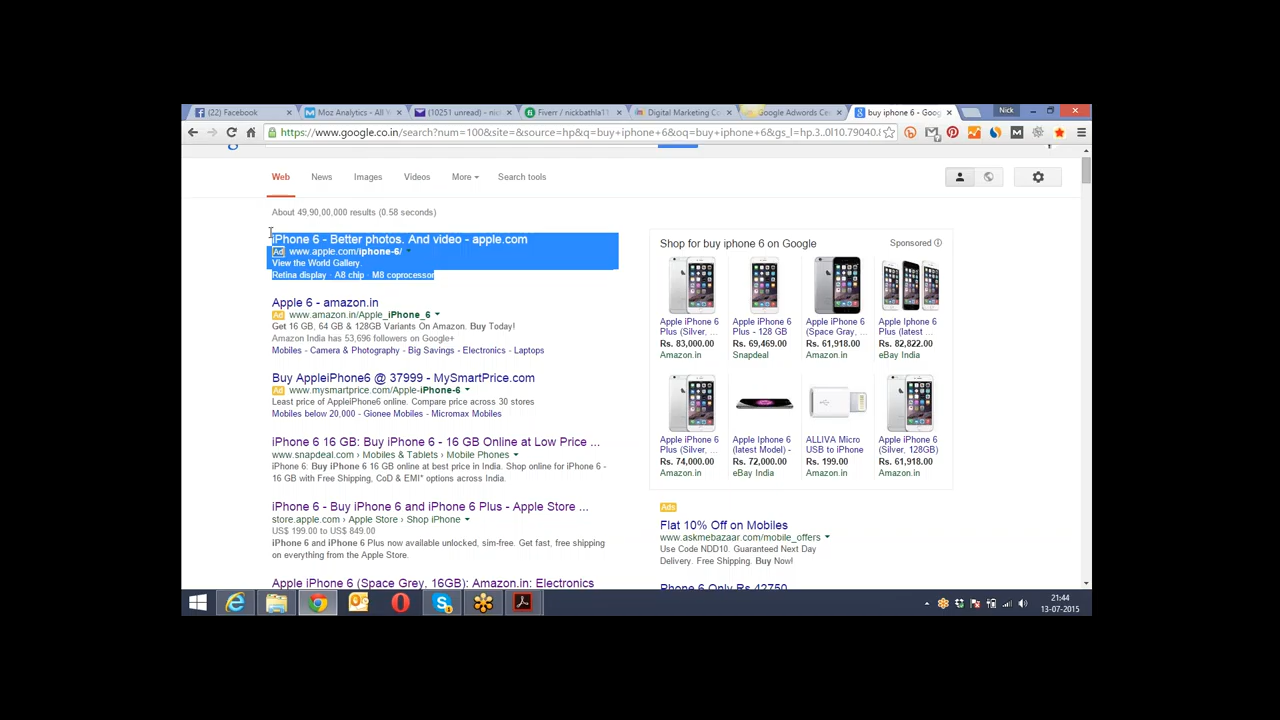 (22) Facebook
Moz Analytics - All Y
(10251 unread) - nic
Fiverr / nickbathla11
Digital Marketing Co
Google Adwords Ce
buy iphone 6 - Goog
Nick
https://www.google.co.in/search?num=100&site=&source=hp&q=buy+iphone+6&oq=buy+iphone+6&gs_l=hp.3..0l10.79040.8
Web News Images Videos More Search tools
About 49,90,00,000 results (0.58 seconds)
iPhone 6 - Better photos. And video - apple.com
Ad www.apple.com/iphone-6/
View the World Gallery.
Retina display · A8 chip · M8 coprocessor
Apple 6 - amazon.in
Ad www.amazon.in/Apple_iPhone_6
Get 16 GB, 64 GB & 128GB Variants On Amazon. Buy Today!
Amazon India has 53,696 followers on Google+
Mobiles - Camera & Photography - Big Savings - Electronics - Laptops
Buy AppleiPhone6 @ 37999 - MySmartPrice.com
Ad www.mysmartprice.com/Apple-iPhone-6
Least price of AppleiPhone6 online. Compare price across 30 stores
Mobiles below 20,000 - Gionee Mobiles - Micromax Mobiles
iPhone 6 16 GB: Buy iPhone 6 - 16 GB Online at Low Price ...
www.snapdeal.com › Mobiles & Tablets › Mobile Phones
iPhone 6: Buy iPhone 6 16 GB online at best price in India. Shop online for iPhone 6 -
16 GB with Free Shipping, CoD & EMI* options across India.
iPhone 6 - Buy iPhone 6 and iPhone 6 Plus - Apple Store ...
store.apple.com › Apple Store › Shop iPhone
US$ 199.00 to US$ 849.00
iPhone 6 and iPhone 6 Plus now available unlocked, sim-free. Get fast, free shipping
on everything from the Apple Store.
Apple iPhone 6 (Space Grey, 16GB): Amazon.in: Electronics
Shop for buy iphone 6 on Google
Sponsored
Apple iPhone 6
Plus (Silver, ...
Rs. 83,000.00
Amazon.in
Apple iPhone 6
Plus - 128 GB
Rs. 69,469.00
Snapdeal
Apple iPhone 6
(Space Gray, ...
Rs. 61,918.00
Amazon.in
Apple Iphone 6
Plus (latest ...
Rs. 82,822.00
eBay India
Apple iPhone 6
Plus (Silver, ...
Rs. 74,000.00
Amazon.in
Apple Iphone 6
(latest Model) -
Rs. 72,000.00
eBay India
ALLIVA Micro
USB to iPhone
Rs. 199.00
Amazon.in
Apple iPhone 6
(Silver, 128GB)
Rs. 61,918.00
Amazon.in
Ads
Flat 10% Off on Mobiles
www.askmebazaar.com/mobile_offers
Use Code NDD10. Guaranteed Next Day
Delivery. Free Shipping. Buy Now!
Phone 6 Only Rs 42750
21:44
13-07-2015